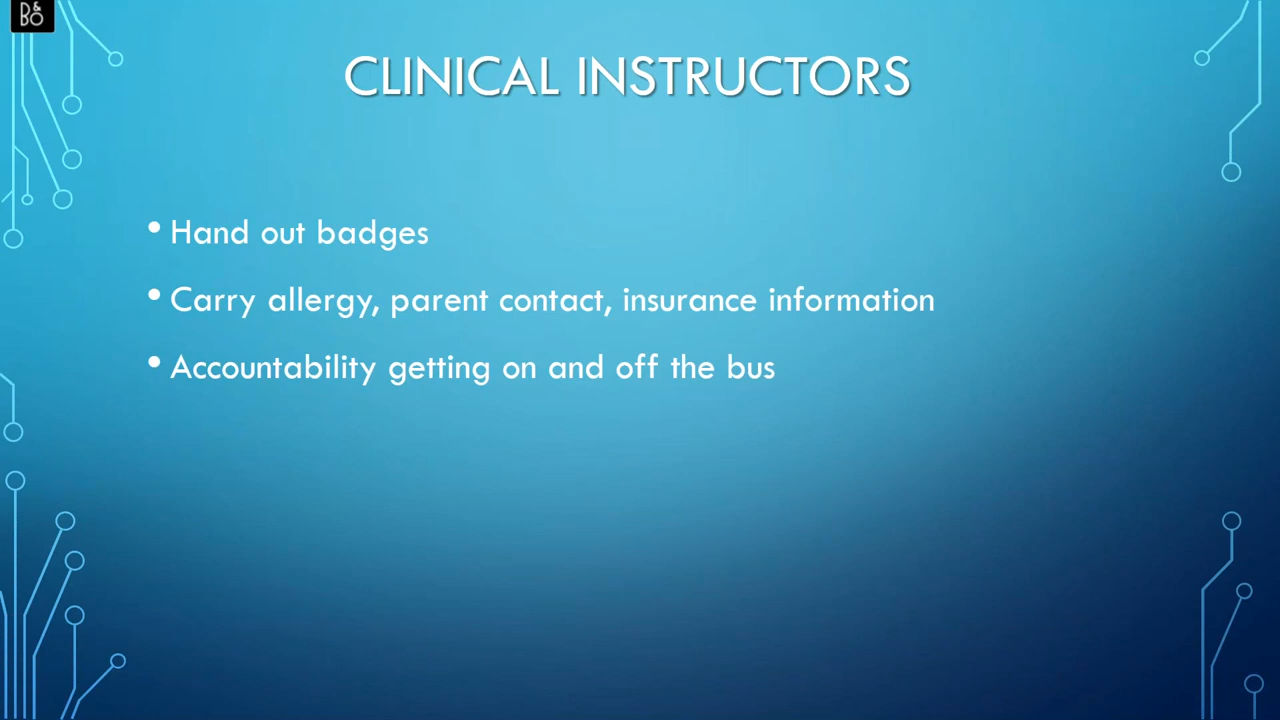 B&O
CLINICAL INSTRUCTORS
• Hand out badges
• Carry allergy, parent contact, insurance information
• Accountability getting on and off the bus